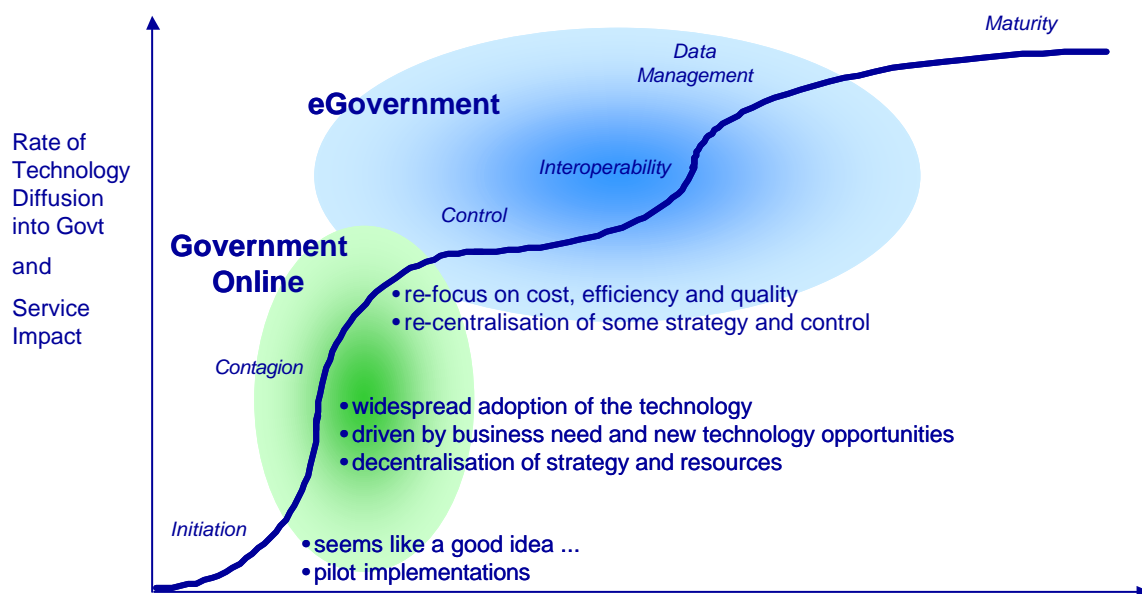 Maturity
Data
Management
eGovernment
Rate of
Technology
Diffusion
into Govt
and
Service
Impact
Interoperability
Control
Government
Online
• re-focus on cost, efficiency and quality
• re-centralisation of some strategy and control
Contagion
• widespread adoption of the technology
• driven by business need and new technology opportunities
• decentralisation of strategy and resources
Initiation
• seems like a good idea ...
• pilot implementations